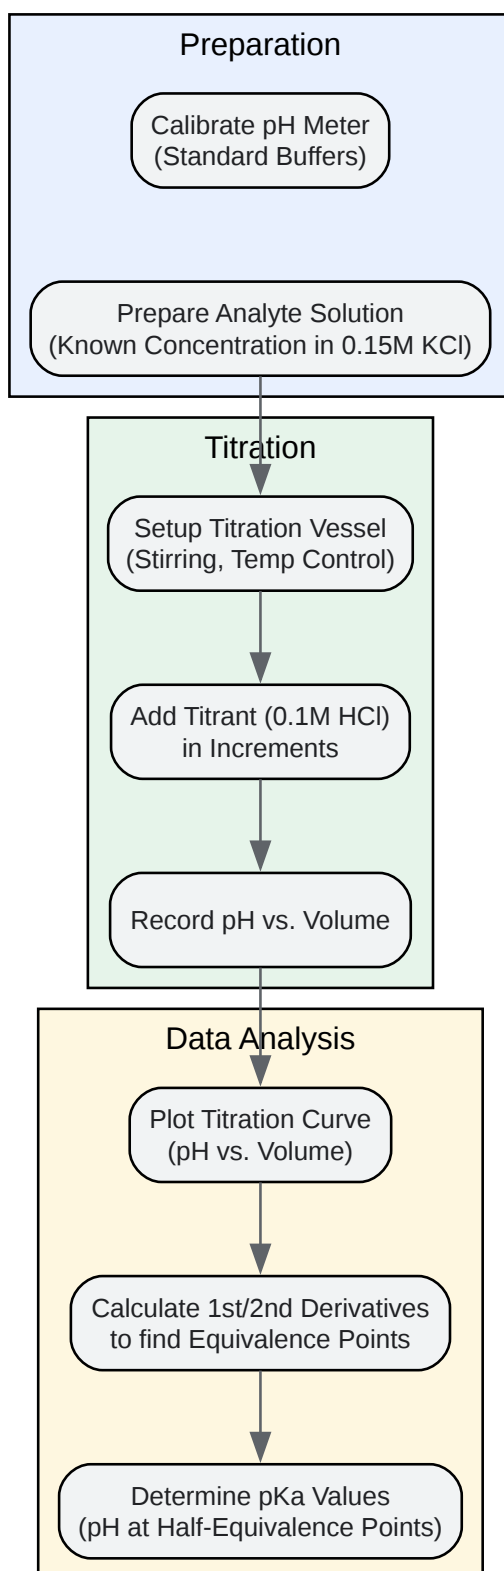 Preparation
Calibrate pH Meter
(Standard Buffers)
Prepare Analyte Solution
(Known Concentration in 0.15M KCl)
Titration
Setup Titration Vessel
(Stirring, Temp Control)
Add Titrant (0.1M HCl)
in Increments
Record pH vs. Volume
Data Analysis
Plot Titration Curve
(pH vs. Volume)
Calculate 1st/2nd Derivatives
to find Equivalence Points
Determine pKa Values
(pH at Half-Equivalence Points)